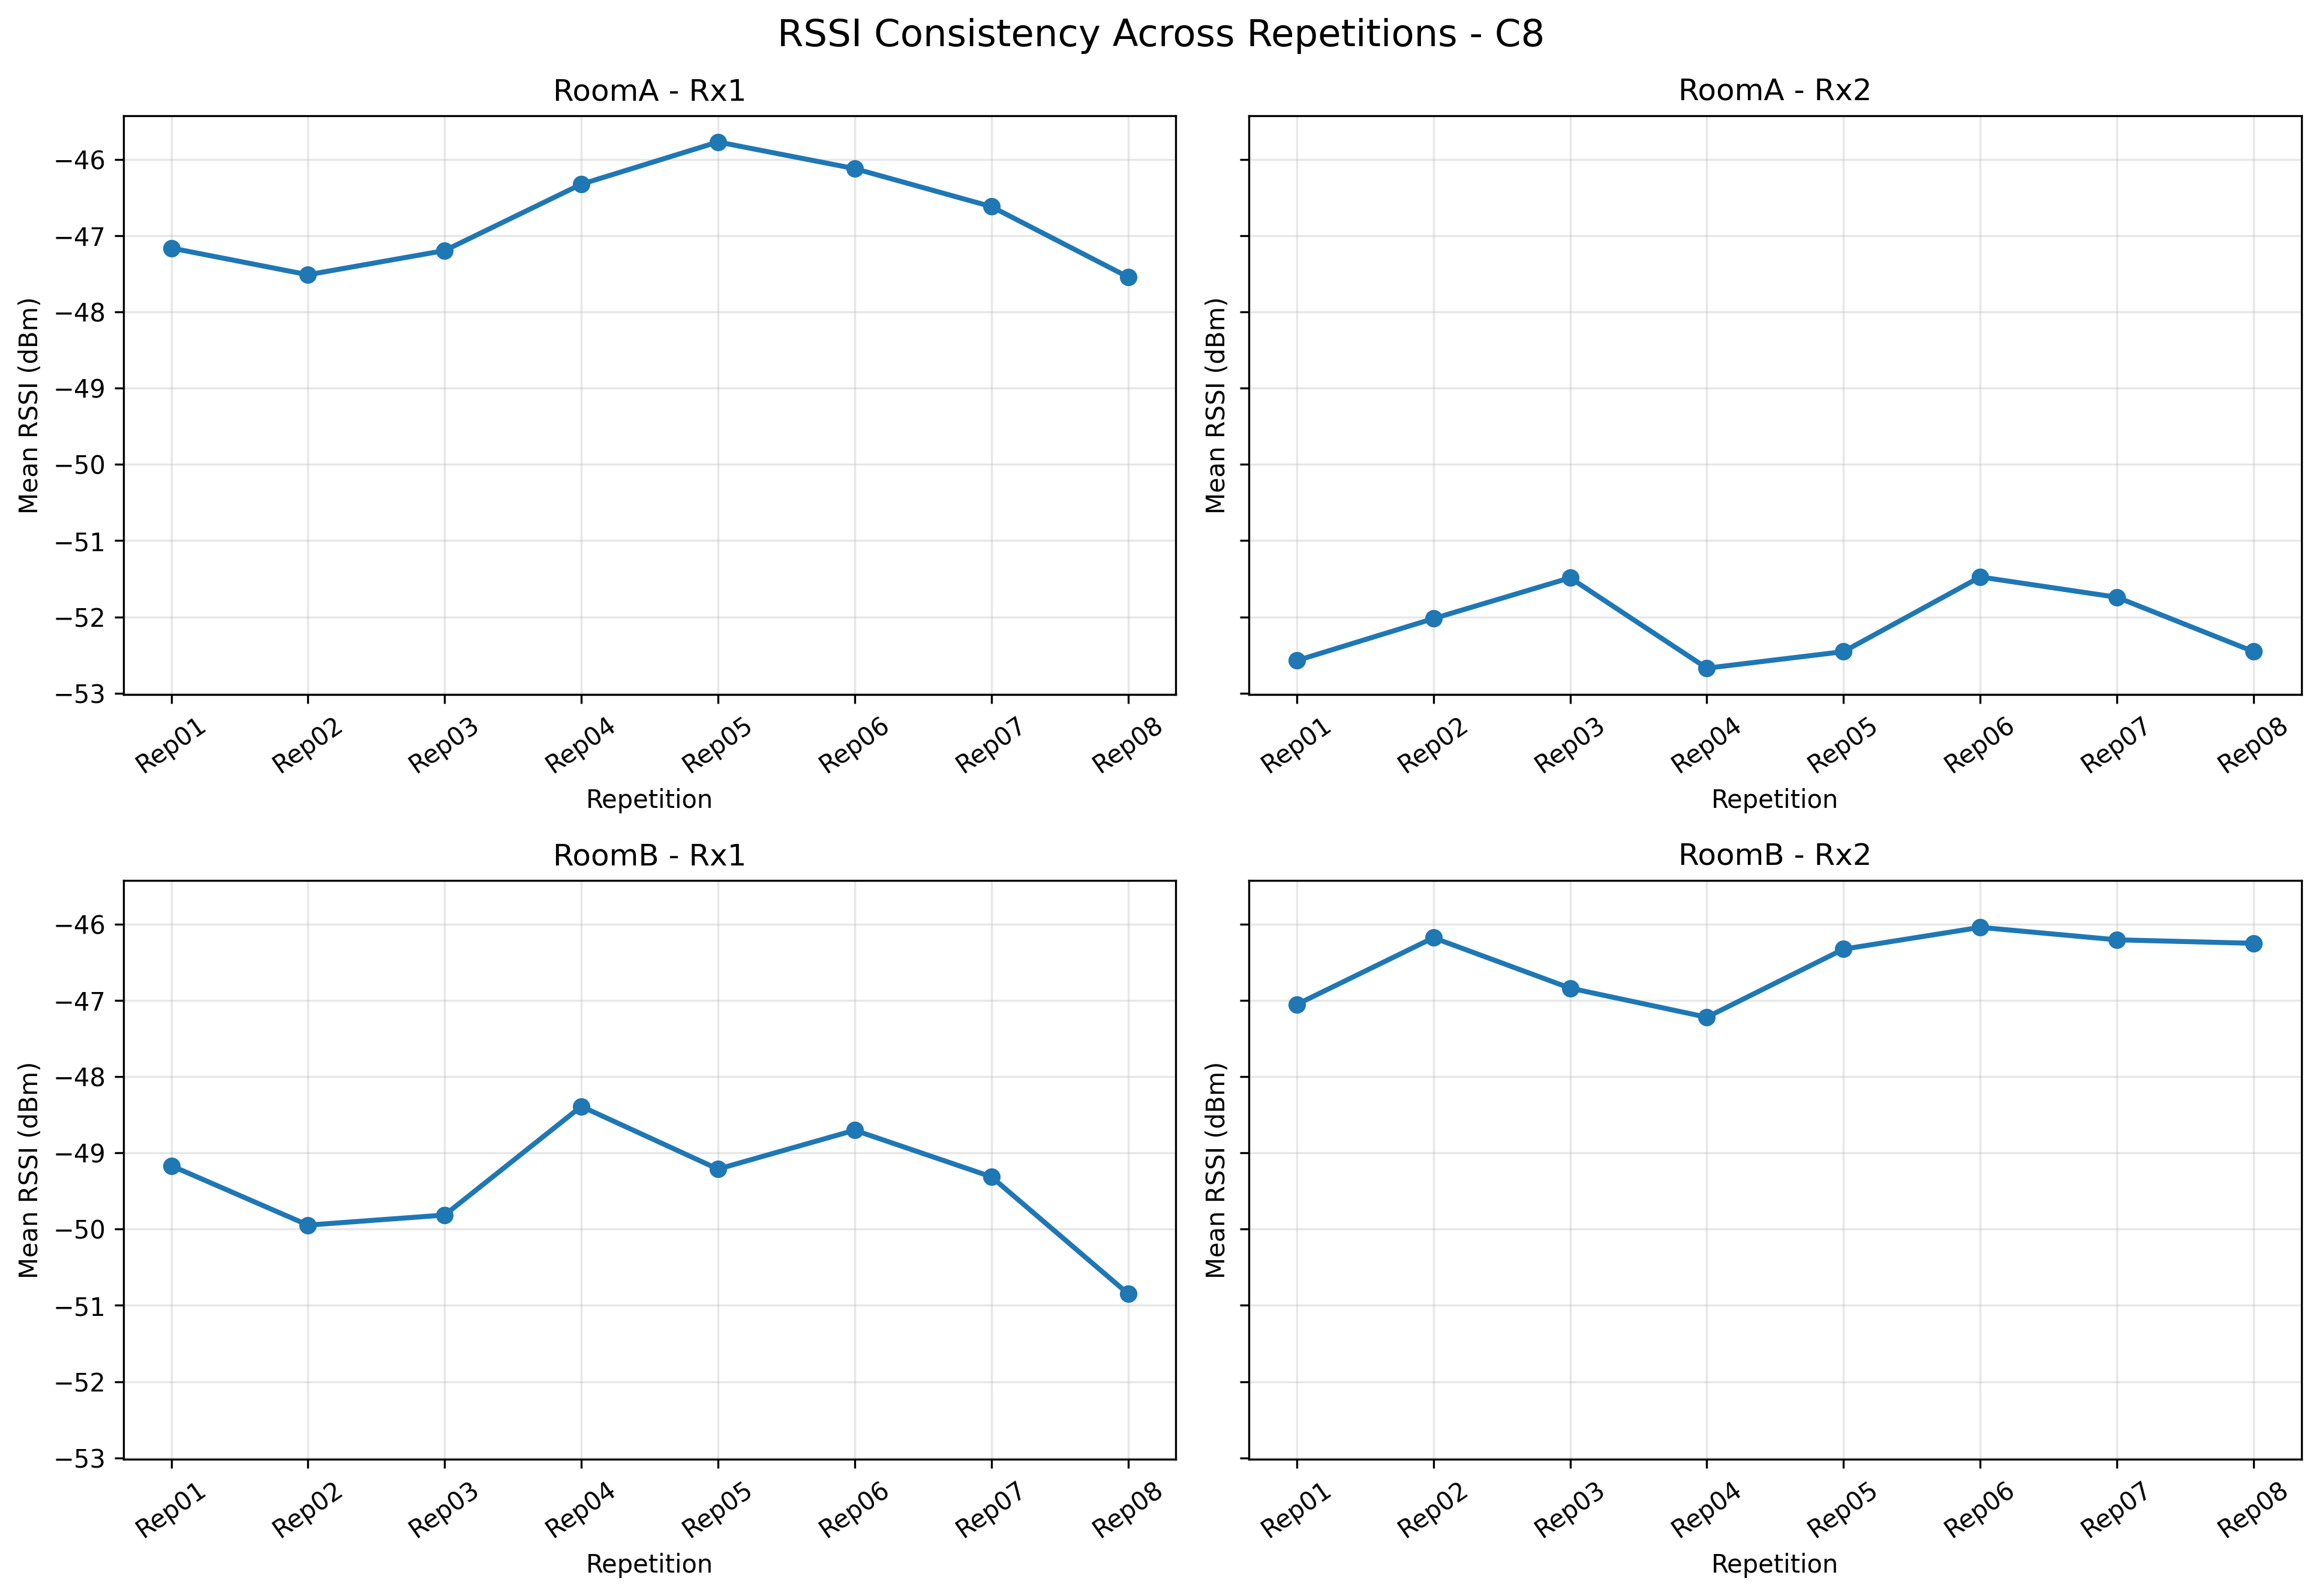 RSSI Consistency Across Repetitions - C8
RoomA - Rx1
Mean RSSI (dBm)
−46
−47
−48
−49
−50
−51
−52
−53
Rep01 Rep02 Rep03 Rep04 Rep05 Rep06 Rep07 Rep08
Repetition
RoomA - Rx2
Mean RSSI (dBm)
Rep01 Rep02 Rep03 Rep04 Rep05 Rep06 Rep07 Rep08
Repetition
RoomB - Rx1
Mean RSSI (dBm)
−46
−47
−48
−49
−50
−51
−52
−53
Rep01 Rep02 Rep03 Rep04 Rep05 Rep06 Rep07 Rep08
Repetition
RoomB - Rx2
Mean RSSI (dBm)
Rep01 Rep02 Rep03 Rep04 Rep05 Rep06 Rep07 Rep08
Repetition